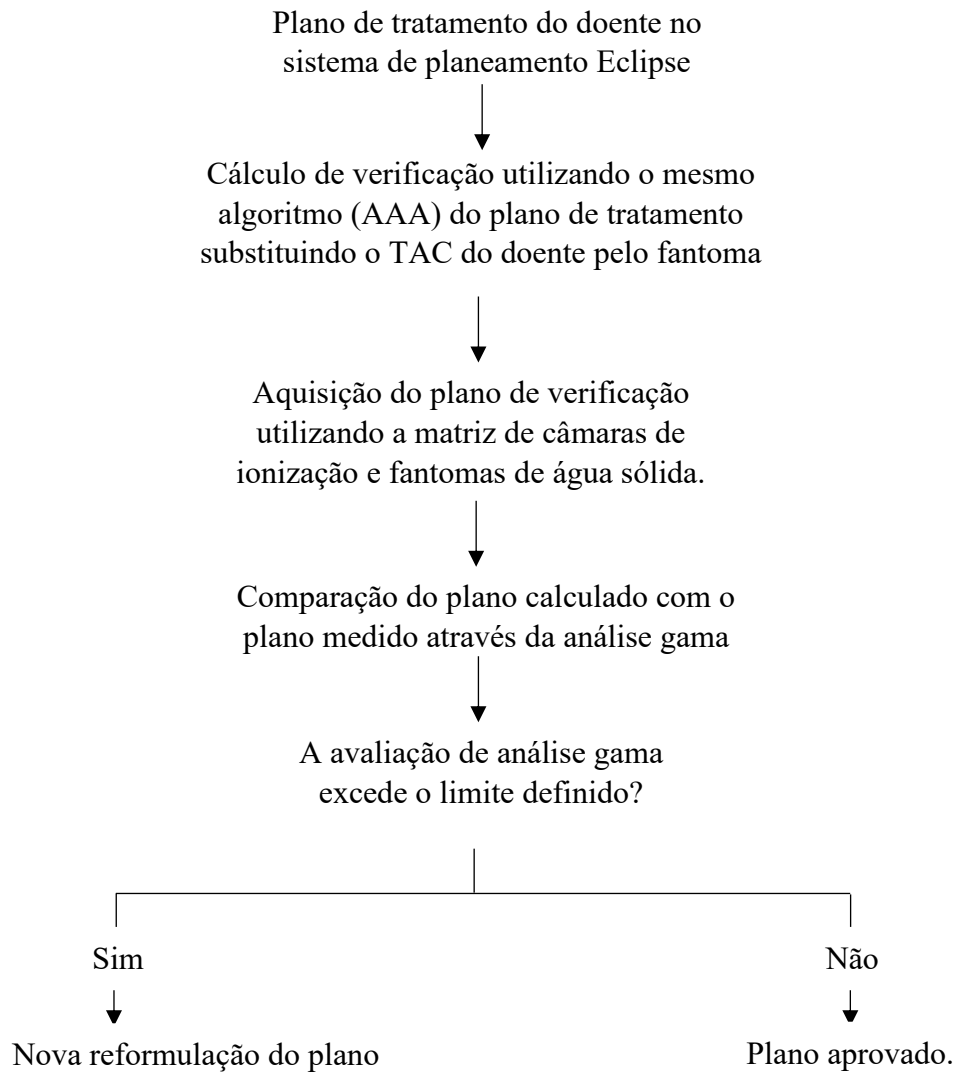 Plano de tratamento do doente no
sistema de planeamento Eclipse
Cálculo de verificação utilizando o mesmo
algoritmo (AAA) do plano de tratamento
substituindo o TAC do doente pelo fantoma
Aquisição do plano de verificação
utilizando a matriz de câmaras de
ionização e fantomas de água sólida.
Comparação do plano calculado com o
plano medido através da análise gama
A avaliação de análise gama
excede o limite definido?
Sim
Não
Nova reformulação do plano
Plano aprovado.